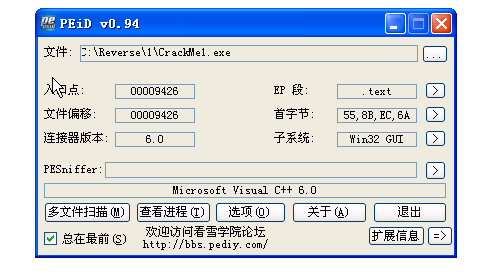 PEiD v0.94
文件: C:\Reverse\1\CrackMe1.exe ...
入口点: 00009426 EP 段: .text >
文件偏移: 00009426 首字节: 55,8B,EC,6A >
连接器版本: 6.0 子系统: Win32 GUI >
PESniffer: >
Microsoft Visual C++ 6.0
多文件扫描(M) 查看进程(T) 选项(O) 关于(A) 退出
总在最前(S) 欢迎访问看雪学院论坛 扩展信息 =>
http://bbs.pediy.com/